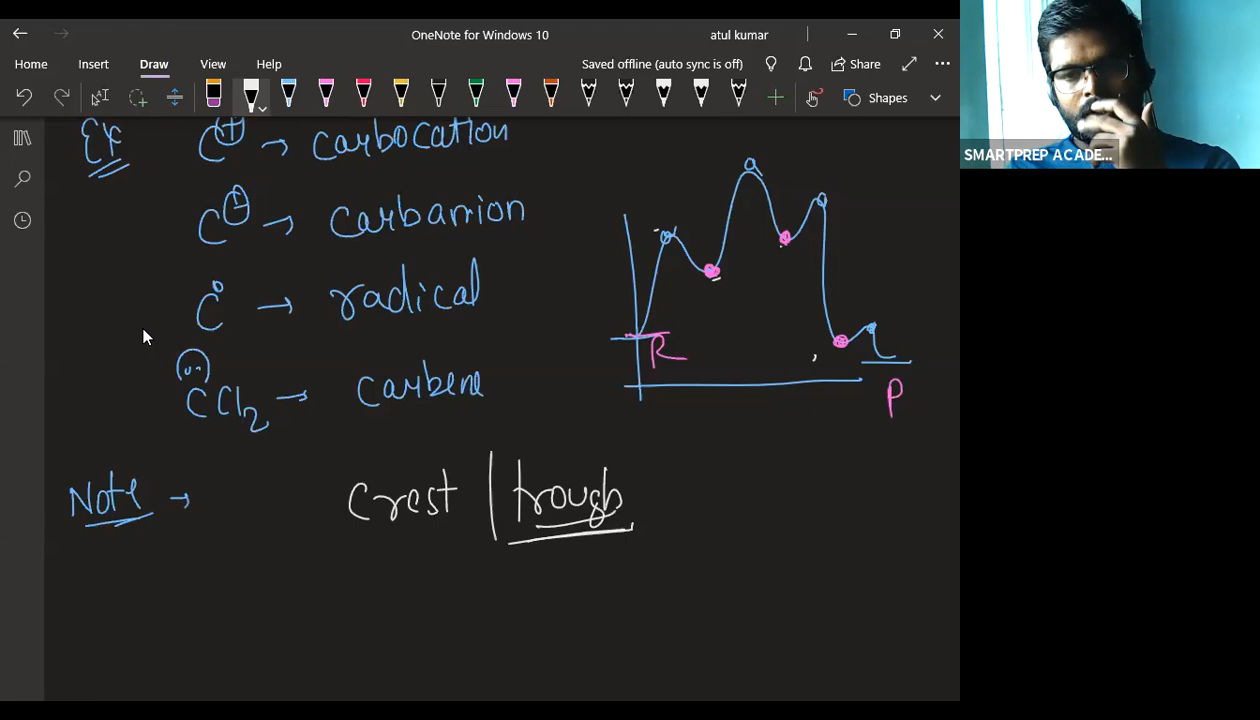 OneNote for Windows 10
atul kumar
Home Insert Draw View Help
Saved offline (auto sync is off)
Share
Shapes
SMARTPREP ACADE...
Ex C⊕ → carbocation
C⊖ → carbanion
C• → radical
C̈Cl₂ → carbene
R
P
Note → Crest | trough